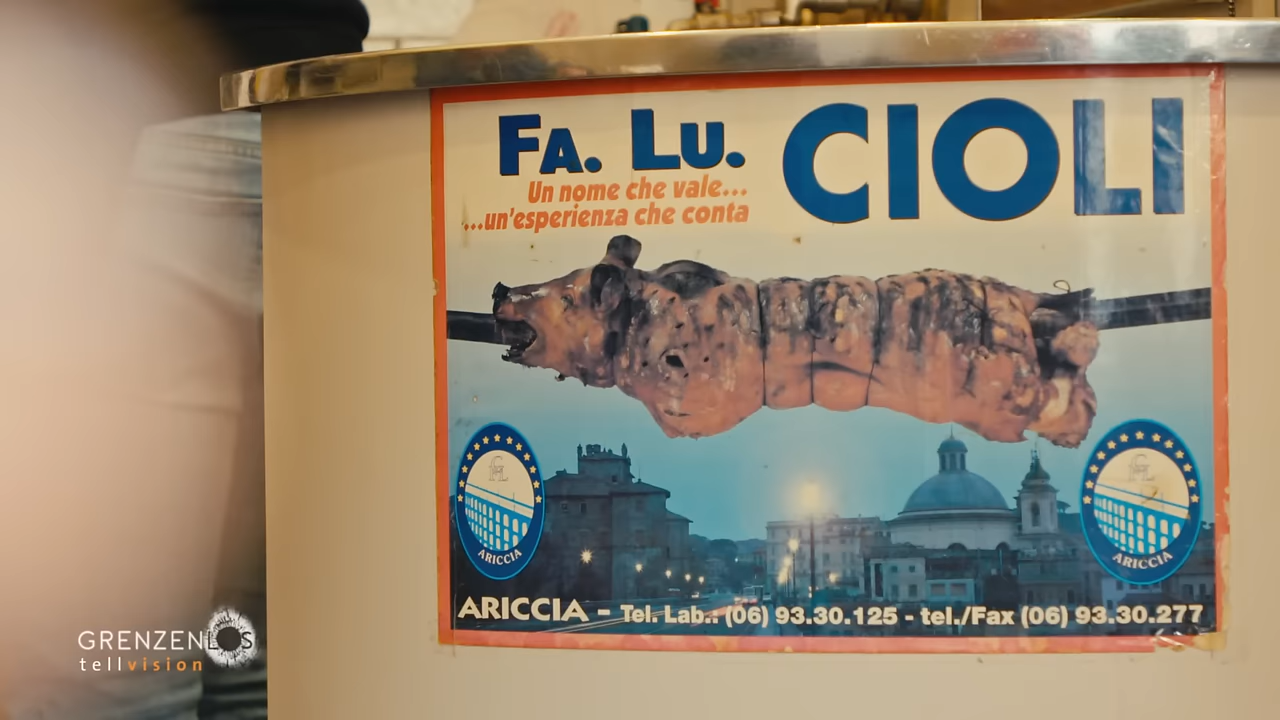 FA. LU. CIOLI
Un nome che vale...
...un'esperienza che conta
ARICCIA
ARICCIA
ARICCIA - Tel. Lab.: (06) 93.30.125 - tel./Fax (06) 93.30.277
GRENZENLOS
tellvision